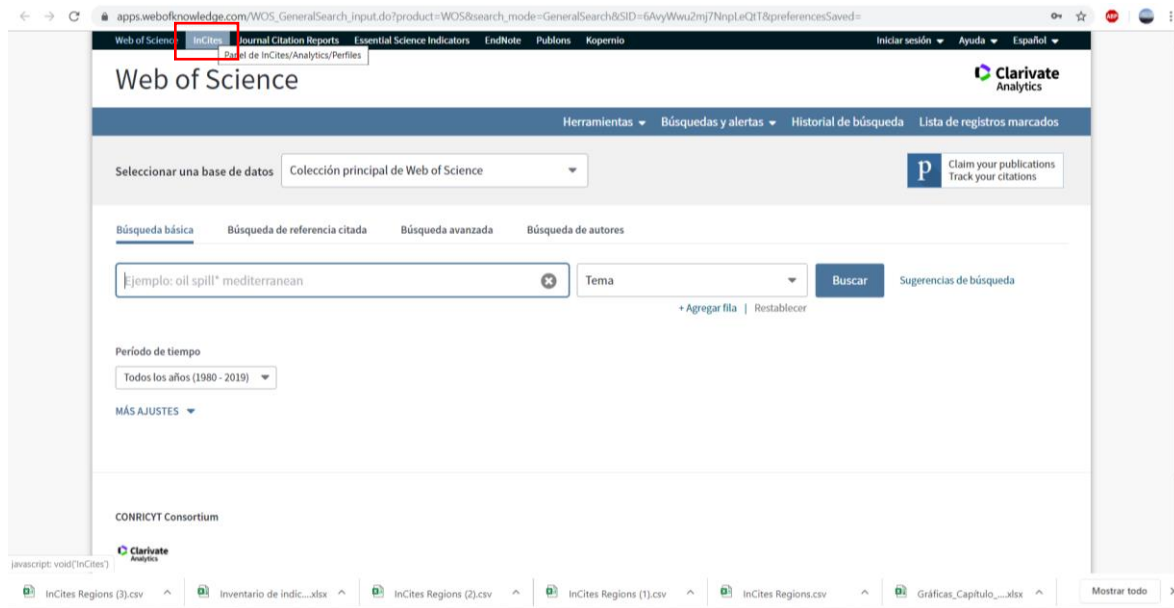 apps.webofknowledge.com/WOS_GeneralSearch_input.do?product=WOS&search_mode=GeneralSearch&SID=6AvyWwu2mj7NnpLeQtT&preferencesSaved=
Web of Science InCites Journal Citation Reports Essential Science Indicators EndNote Publons Kopernio Iniciar sesión Ayuda Español
Panel de InCites/Analytics/Perfiles
Web of Science
Clarivate
Analytics
Herramientas Búsquedas y alertas Historial de búsqueda Lista de registros marcados
Seleccionar una base de datos Colección principal de Web of Science
p Claim your publications
Track your citations
Búsqueda básica Búsqueda de referencia citada Búsqueda avanzada Búsqueda de autores
Ejemplo: oil spill* mediterranean Tema Buscar Sugerencias de búsqueda
+ Agregar fila | Restablecer
Período de tiempo
Todos los años (1980 - 2019)
MÁS AJUSTES
CONRICYT Consortium
Clarivate
Analytics
javascript: void('InCites')
InCites Regions (3).csv Inventario de indic....xlsx InCites Regions (2).csv InCites Regions (1).csv InCites Regions.csv Gráficas_Capítulo_....xlsx Mostrar todo